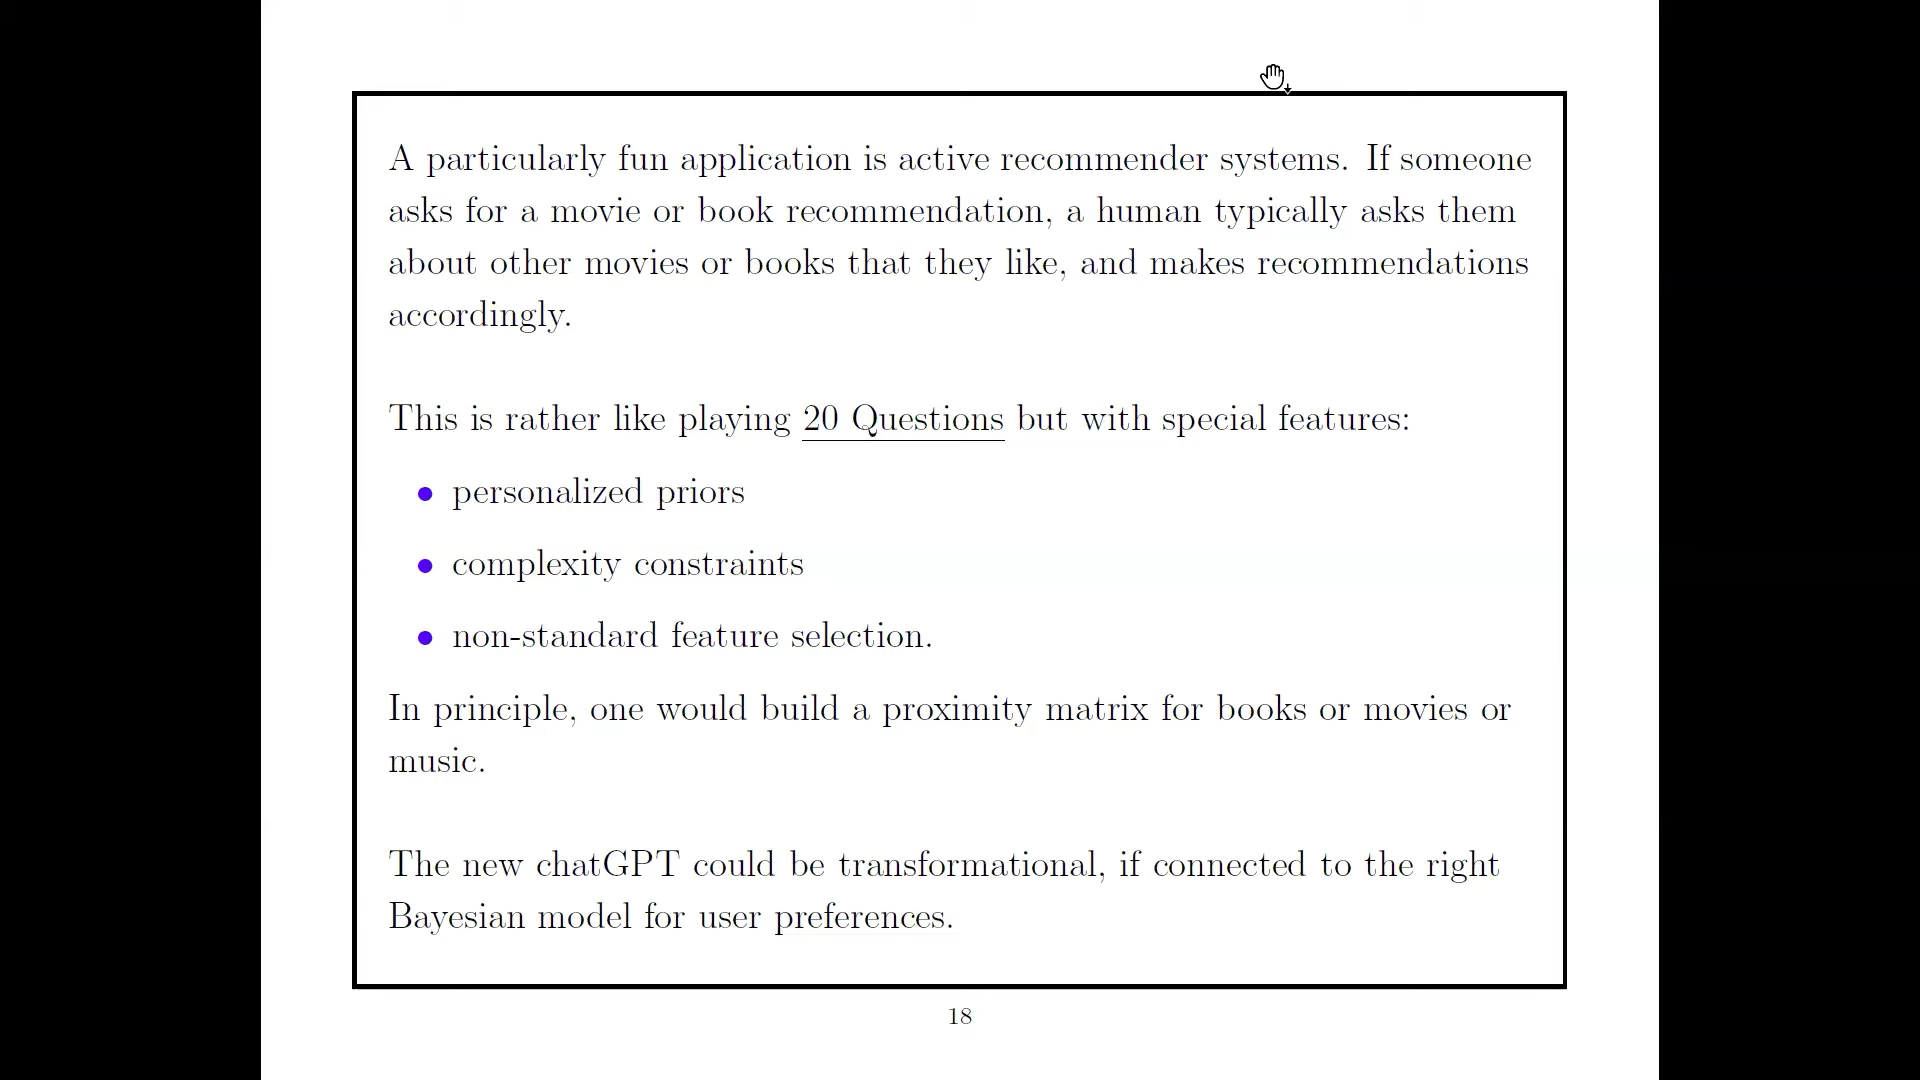 A particularly fun application is active recommender systems. If someone
asks for a movie or book recommendation, a human typically asks them
about other movies or books that they like, and makes recommendations
accordingly.
This is rather like playing 20 Questions but with special features:
• personalized priors
• complexity constraints
• non-standard feature selection.
In principle, one would build a proximity matrix for books or movies or
music.
The new chatGPT could be transformational, if connected to the right
Bayesian model for user preferences.
18